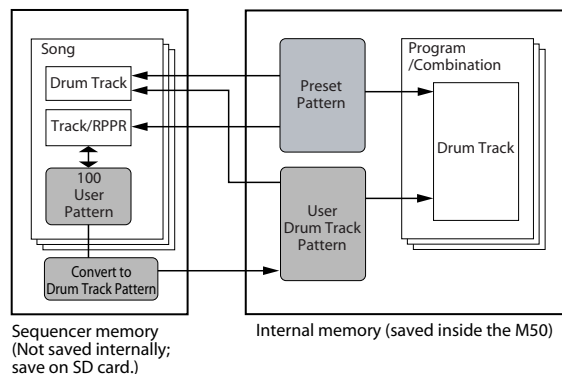 Song
Drum Track
Track/RPPR
100
User
Pattern
Convert to
Drum Track Pattern
Sequencer memory
(Not saved internally;
save on SD card.)
Preset
Pattern
User
Drum Track
Pattern
Program
/Combination
Drum Track
Internal memory (saved inside the M50)